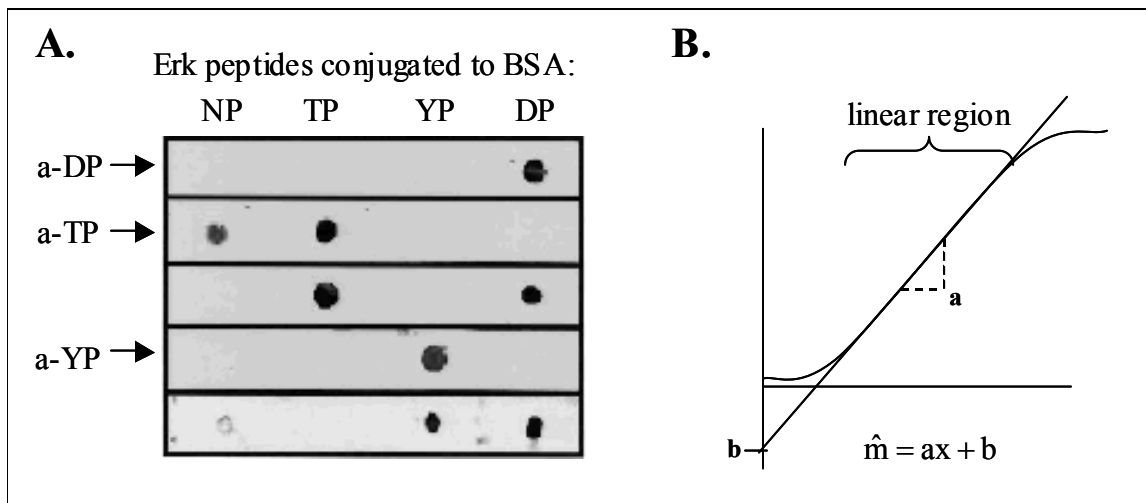 A.
Erk peptides conjugated to BSA:
NP TP YP DP
a-DP
a-TP
a-YP
B.
linear region
a
b
m̂ = ax + b